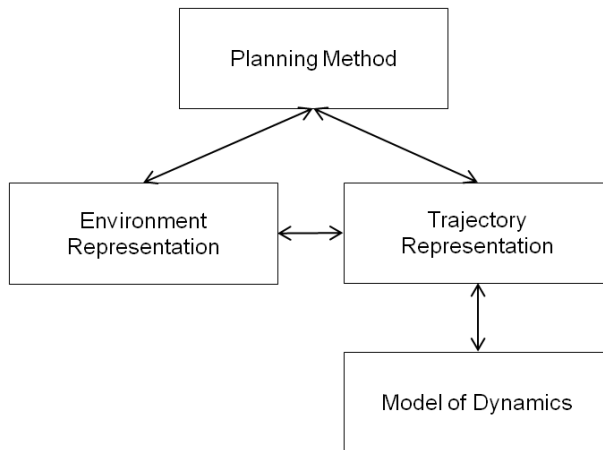 Planning Method
Environment
Representation
Trajectory
Representation
Model of Dynamics